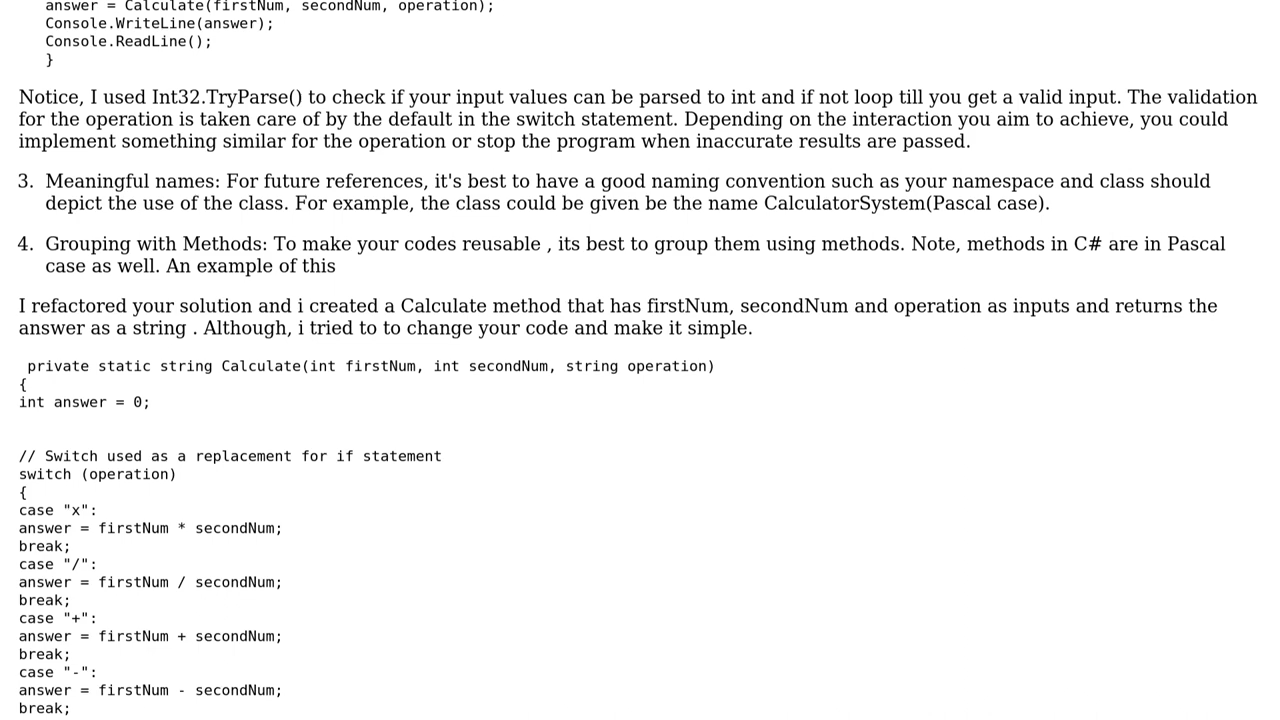 answer = Calculate(firstNum, secondNum, operation);
Console.WriteLine(answer);
Console.ReadLine();
}
Notice, I used Int32.TryParse() to check if your input values can be parsed to int and if not loop till you get a valid input. The validation
for the operation is taken care of by the default in the switch statement. Depending on the interaction you aim to achieve, you could
implement something similar for the operation or stop the program when inaccurate results are passed.
3. Meaningful names: For future references, it's best to have a good naming convention such as your namespace and class should
depict the use of the class. For example, the class could be given be the name CalculatorSystem(Pascal case).
4. Grouping with Methods: To make your codes reusable , its best to group them using methods. Note, methods in C# are in Pascal
case as well. An example of this
I refactored your solution and i created a Calculate method that has firstNum, secondNum and operation as inputs and returns the
answer as a string . Although, i tried to to change your code and make it simple.
private static string Calculate(int firstNum, int secondNum, string operation)
{
int answer = 0;
// Switch used as a replacement for if statement
switch (operation)
{
case "x":
answer = firstNum * secondNum;
break;
case "/":
answer = firstNum / secondNum;
break;
case "+":
answer = firstNum + secondNum;
break;
case "-":
answer = firstNum - secondNum;
break;